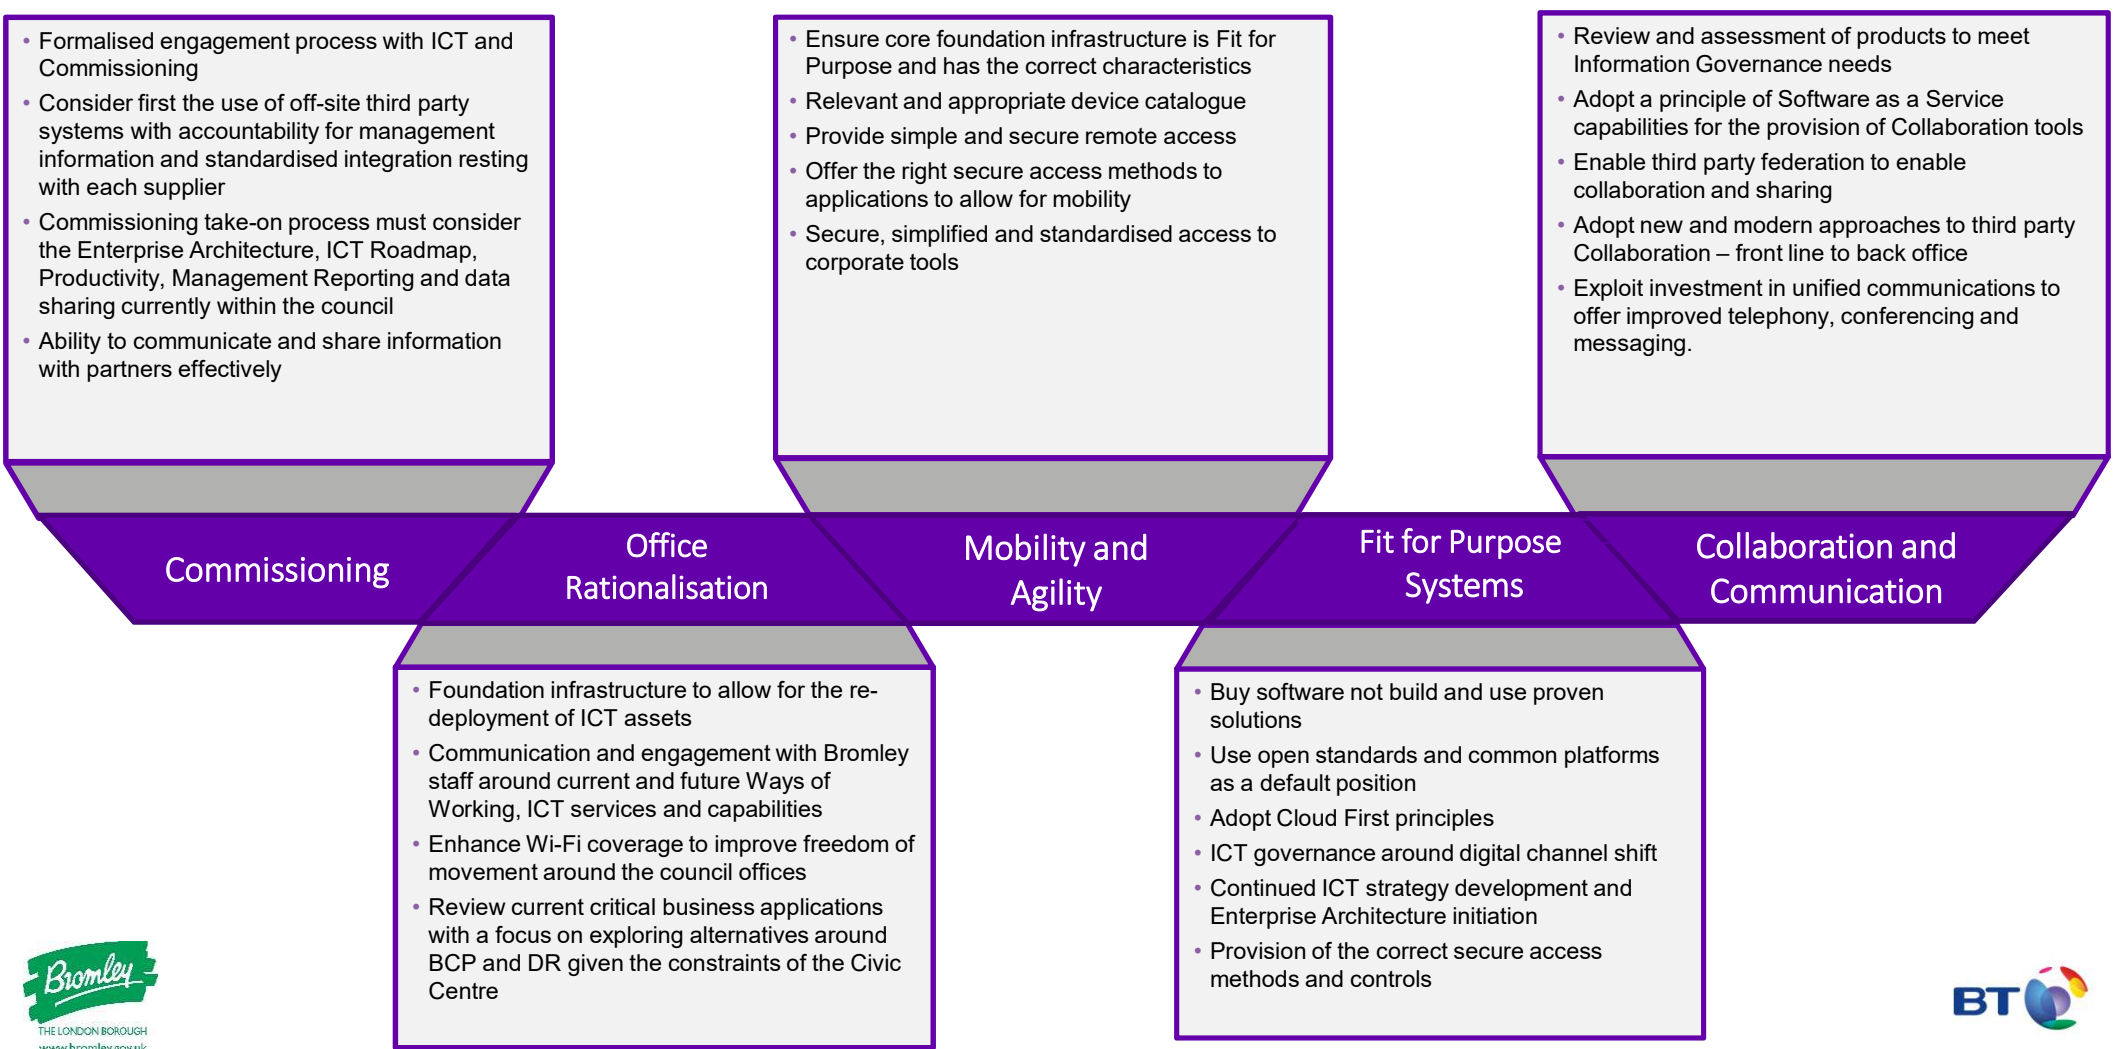 • Formalised engagement process with ICT and
Commissioning
• Consider first the use of off-site third party
systems with accountability for management
information and standardised integration resting
with each supplier
• Commissioning take-on process must consider
the Enterprise Architecture, ICT Roadmap,
Productivity, Management Reporting and data
sharing currently within the council
• Ability to communicate and share information
with partners effectively
• Ensure core foundation infrastructure is Fit for
Purpose and has the correct characteristics
• Relevant and appropriate device catalogue
• Provide simple and secure remote access
• Offer the right secure access methods to
applications to allow for mobility
• Secure, simplified and standardised access to
corporate tools
• Review and assessment of products to meet
Information Governance needs
• Adopt a principle of Software as a Service
capabilities for the provision of Collaboration tools
• Enable third party federation to enable
collaboration and sharing
• Adopt new and modern approaches to third party
Collaboration – front line to back office
• Exploit investment in unified communications to
offer improved telephony, conferencing and
messaging.
Commissioning
Office
Rationalisation
Mobility and
Agility
Fit for Purpose
Systems
Collaboration and
Communication
• Foundation infrastructure to allow for the re-
deployment of ICT assets
• Communication and engagement with Bromley
staff around current and future Ways of
Working, ICT services and capabilities
• Enhance Wi-Fi coverage to improve freedom of
movement around the council offices
• Review current critical business applications
with a focus on exploring alternatives around
BCP and DR given the constraints of the Civic
Centre
• Buy software not build and use proven
solutions
• Use open standards and common platforms
as a default position
• Adopt Cloud First principles
• ICT governance around digital channel shift
• Continued ICT strategy development and
Enterprise Architecture initiation
• Provision of the correct secure access
methods and controls
Bromley
THE LONDON BOROUGH
www.bromley.gov.uk
BT